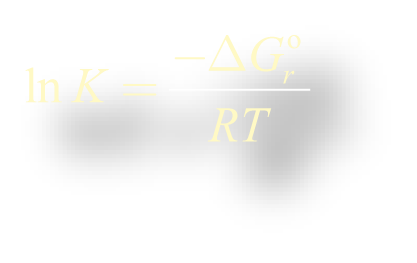 ln K = −ΔG°ᵣ / RT